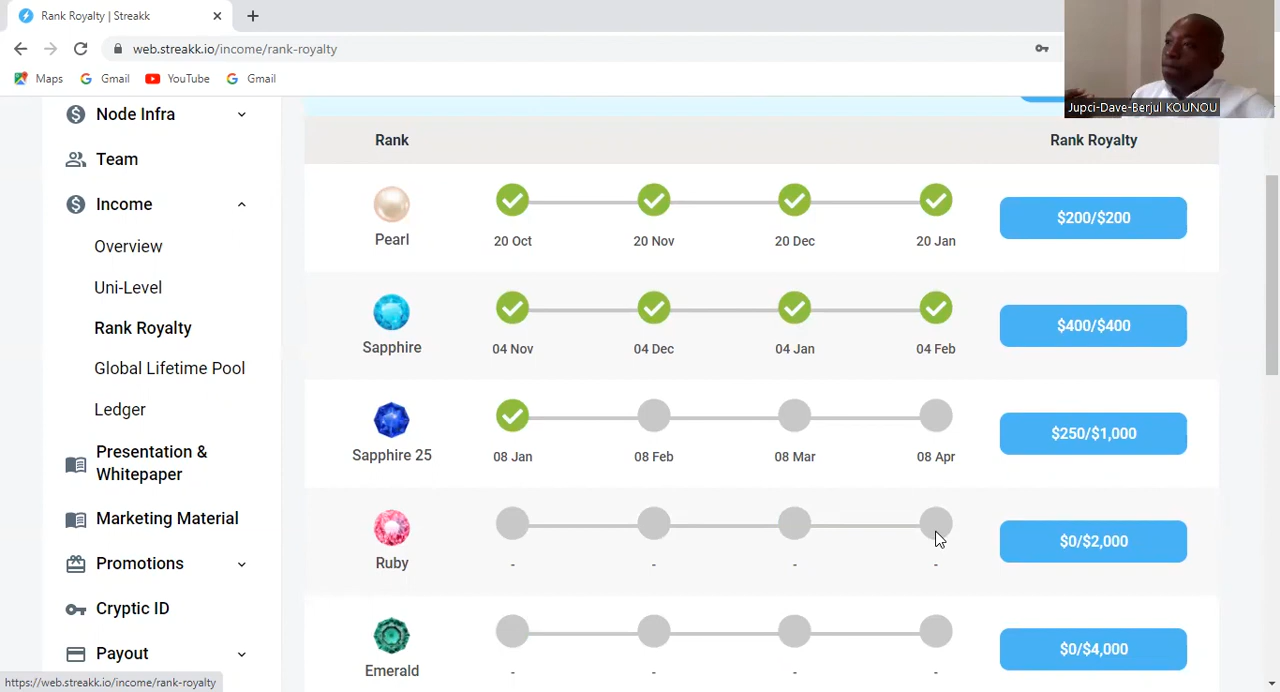 Rank Royalty | Streakk
web.streakk.io/income/rank-royalty
Maps
Gmail
YouTube
Gmail
Jupci-Dave-Berjul KOUNOU
Node Infra
Team
Income
Overview
Uni-Level
Rank Royalty
Global Lifetime Pool
Ledger
Presentation &
Whitepaper
Marketing Material
Promotions
Cryptic ID
Payout
Rank
Rank Royalty
Pearl
20 Oct
20 Nov
20 Dec
20 Jan
$200/$200
Sapphire
04 Nov
04 Dec
04 Jan
04 Feb
$400/$400
Sapphire 25
08 Jan
08 Feb
08 Mar
08 Apr
$250/$1,000
Ruby
-
-
-
-
$0/$2,000
Emerald
-
-
-
-
$0/$4,000
https://web.streakk.io/income/rank-royalty